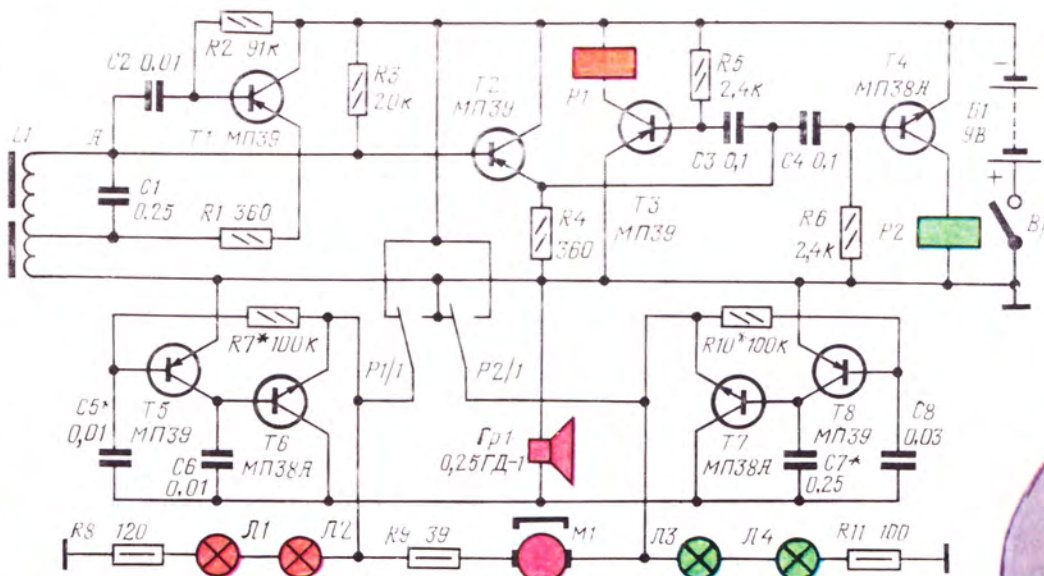 R2 91к
C2 0,01
T1 МП39
R3
20к
T2
МП39
P1
R5
2,4к
T4
МП38А
Б1
9В
L1
А
C1
0.25
R1 360
R4
360
C3 0,1
C4 0,1
T3
МП39
R6
2,4к
P2
R7* 100к
R10* 100к
P1/1
P2/1
C5*
0,01
T5
МП39
C6
0.01
T6
МП38А
Гр1
0,25ГД-1
T7
МП38А
T8
МП39
C7*
0.25
C8
0,03
R8 120
Л1
Л2
R9 39
M1
Л3
Л4
R11 100